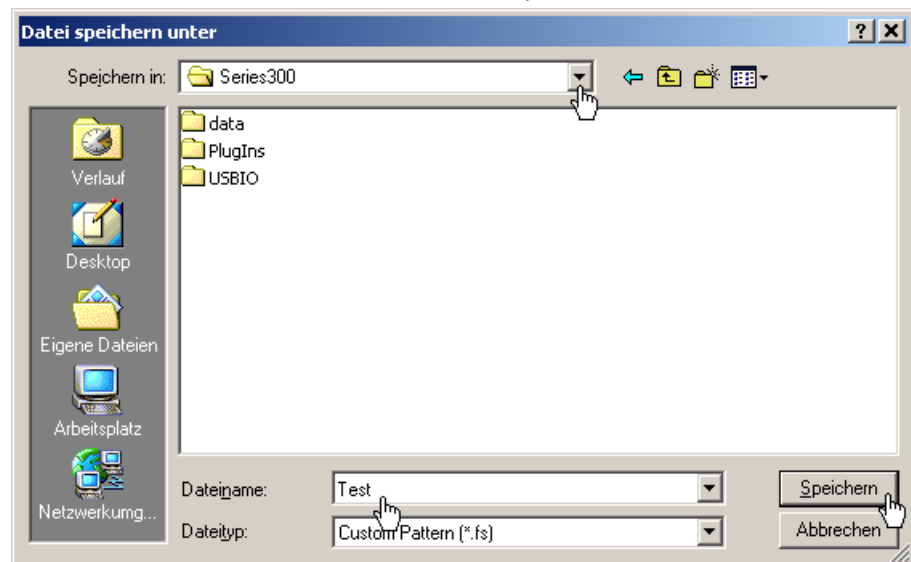 Datei speichern unter
Speichern in: Series300
data
PlugIns
USBIO
Verlauf
Desktop
Eigene Dateien
Arbeitsplatz
Netzwerkumg...
Dateiname: Test
Speichern
Dateityp: Custom Pattern (*.fs)
Abbrechen